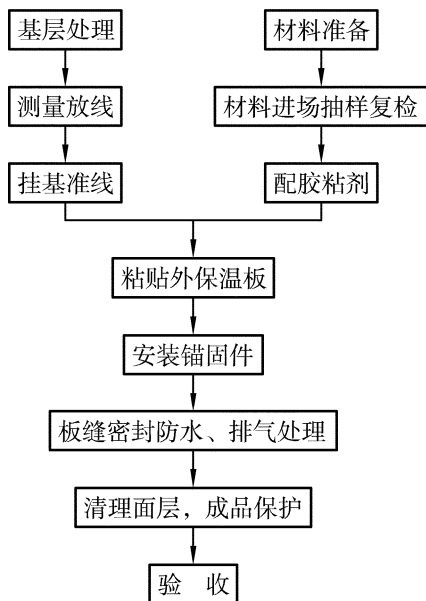 基层处理
材料准备
测量放线
材料进场抽样复检
挂基准线
配胶粘剂
粘贴外保温板
安装锚固件
板缝密封防水、排气处理
清理面层，成品保护
验 收